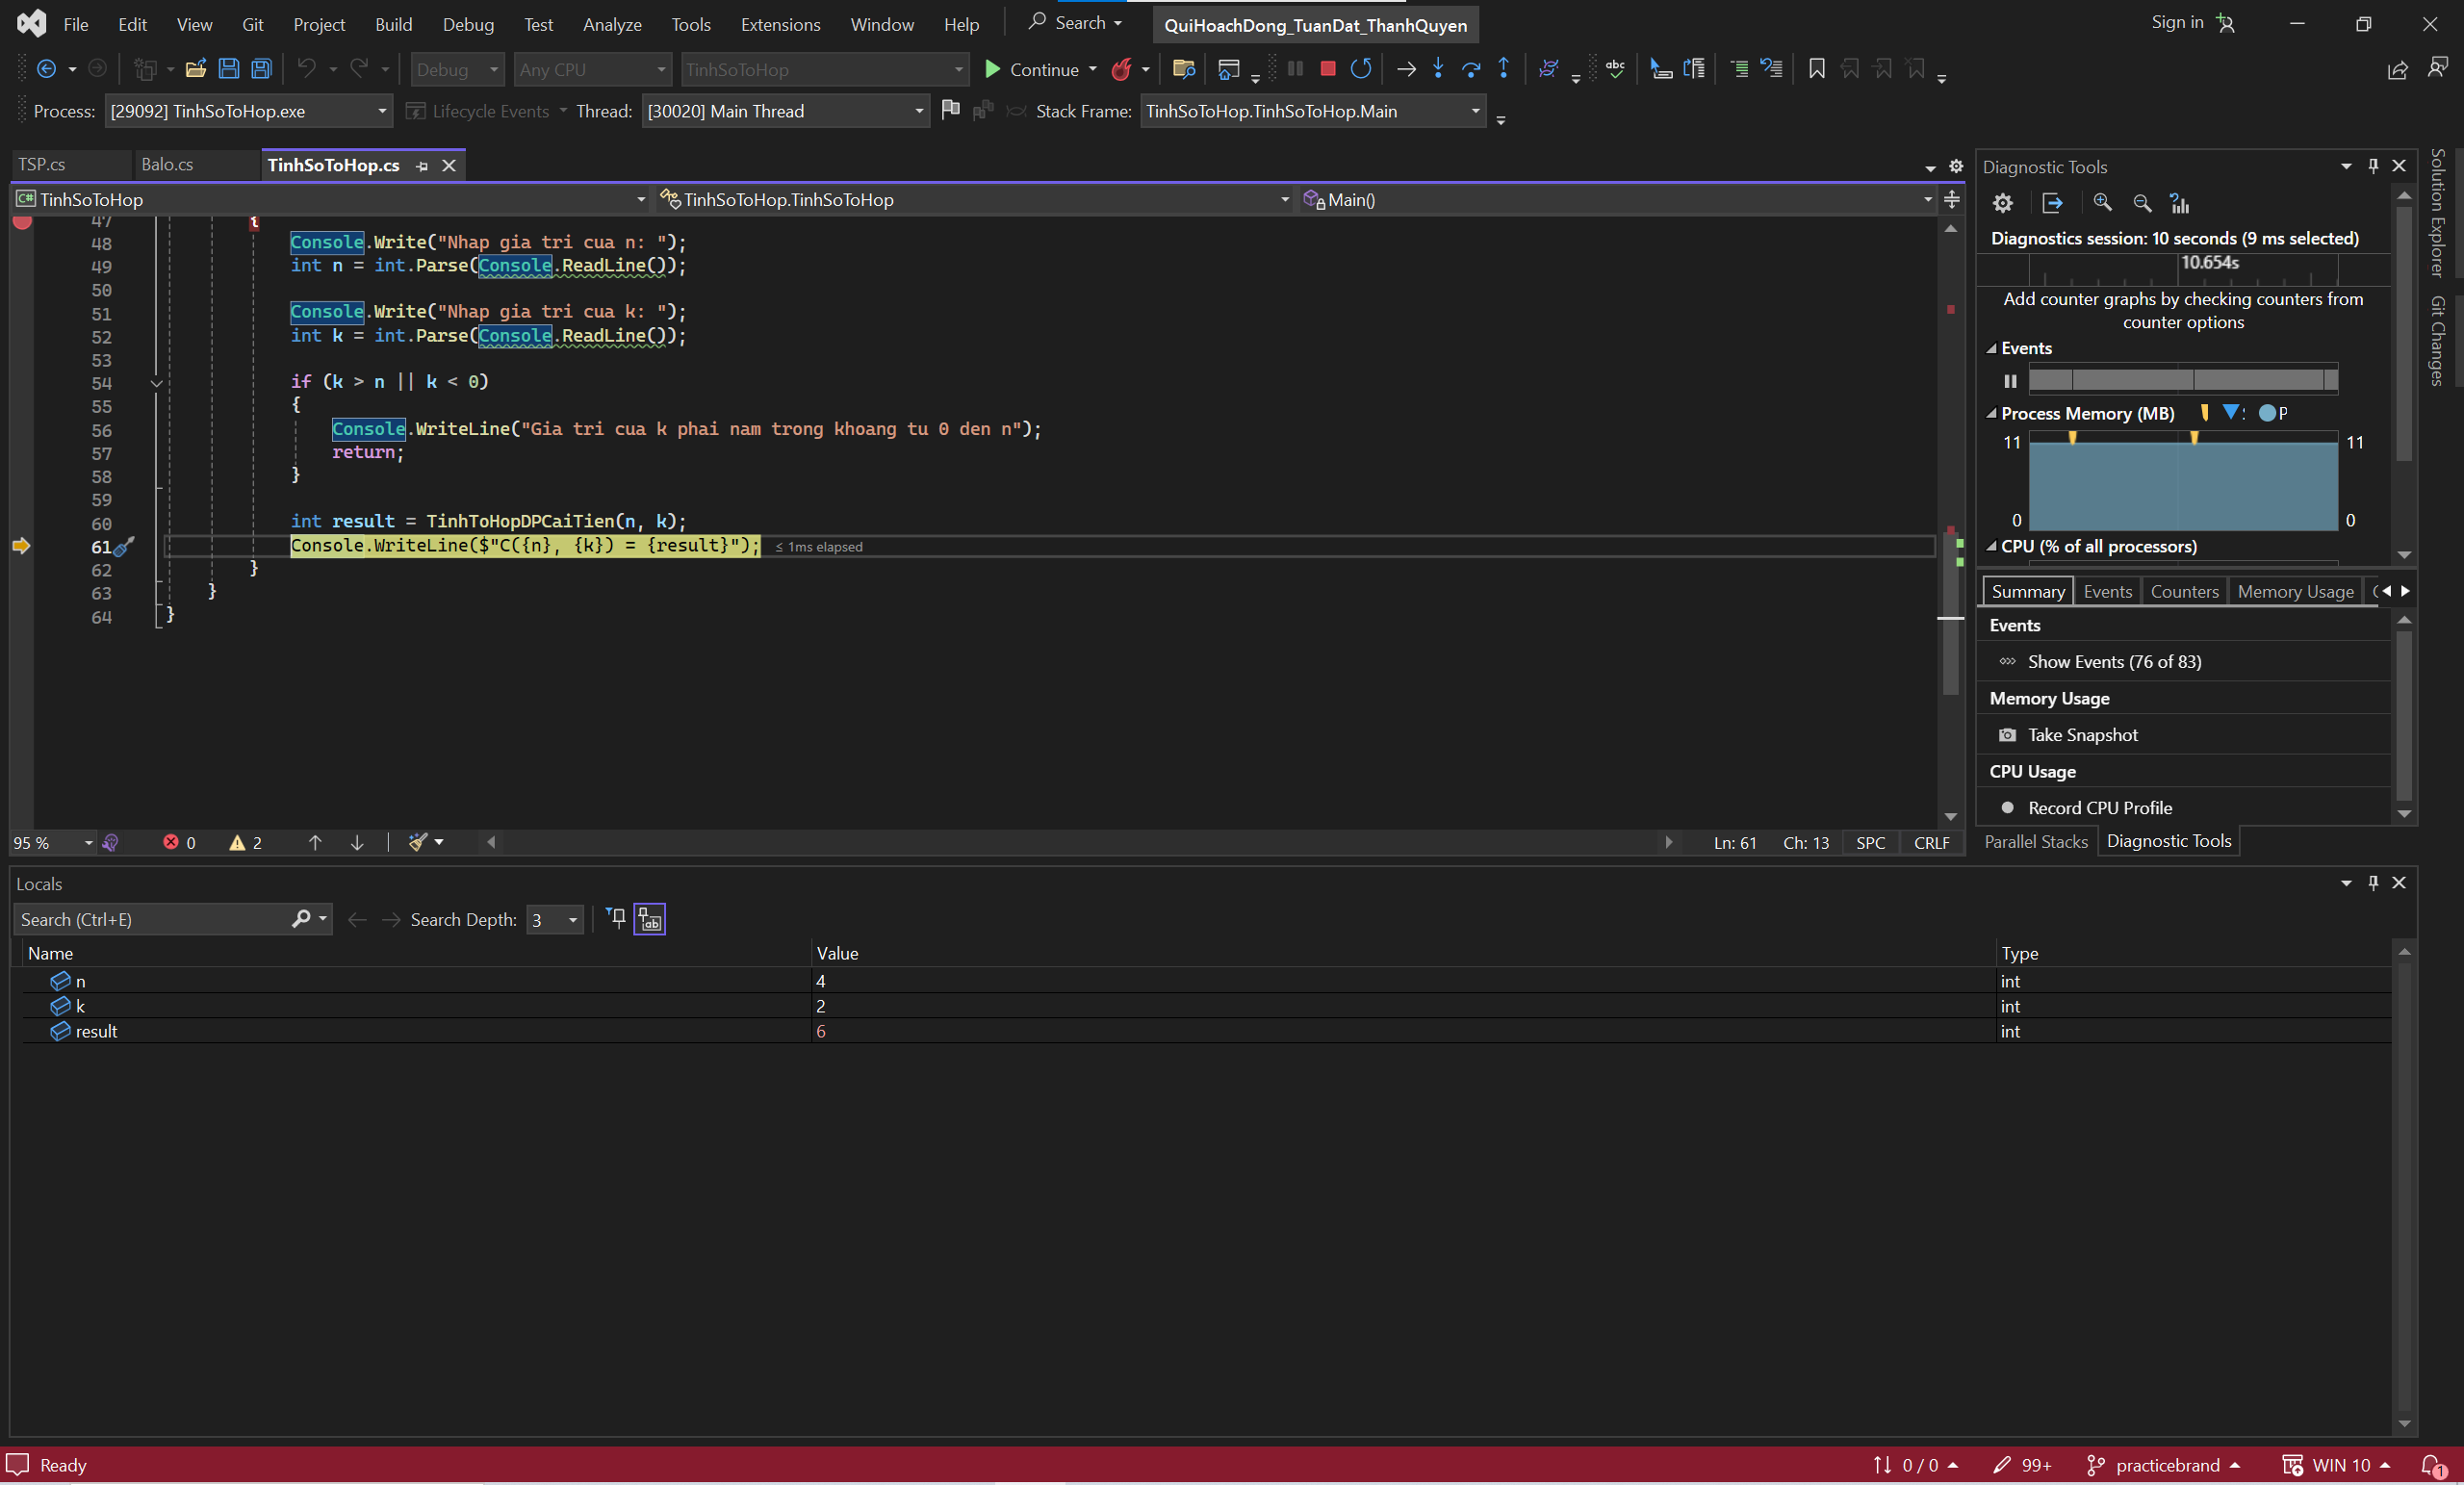 File Edit View Git Project Build Debug Test Analyze Tools Extensions Window Help Search QuiHoachDong_TuanDat_ThanhQuyen Sign in
Debug Any CPU TinhSoToHop Continue
Process: [29092] TinhSoToHop.exe Lifecycle Events Thread: [30020] Main Thread Stack Frame: TinhSoToHop.TinhSoToHop.Main
TSP.cs Balo.cs TinhSoToHop.cs
TinhSoToHop TinhSoToHop.TinhSoToHop Main()
47 {
48 Console.Write("Nhap gia tri cua n: ");
49 int n = int.Parse(Console.ReadLine());
50
51 Console.Write("Nhap gia tri cua k: ");
52 int k = int.Parse(Console.ReadLine());
53
54 if (k > n || k < 0)
55 {
56 Console.WriteLine("Gia tri cua k phai nam trong khoang tu 0 den n");
57 return;
58 }
59
60 int result = TinhToHopDPCaiTien(n, k);
61 Console.WriteLine($"C({n}, {k}) = {result}"); ≤ 1ms elapsed
62 }
63 }
64 }
95 % 0 2 Ln: 61 Ch: 13 SPC CRLF
Diagnostic Tools
Diagnostics session: 10 seconds (9 ms selected)
10.654s
Add counter graphs by checking counters from
counter options
Events
Process Memory (MB) P
11 11
0 0
CPU (% of all processors)
Summary Events Counters Memory Usage
Events
Show Events (76 of 83)
Memory Usage
Take Snapshot
CPU Usage
Record CPU Profile
Parallel Stacks Diagnostic Tools
Solution Explorer
Git Changes
Locals
Search (Ctrl+E) Search Depth: 3
Name Value Type
n 4 int
k 2 int
result 6 int
Ready 0 / 0 99+ practicebrand WIN 10 1